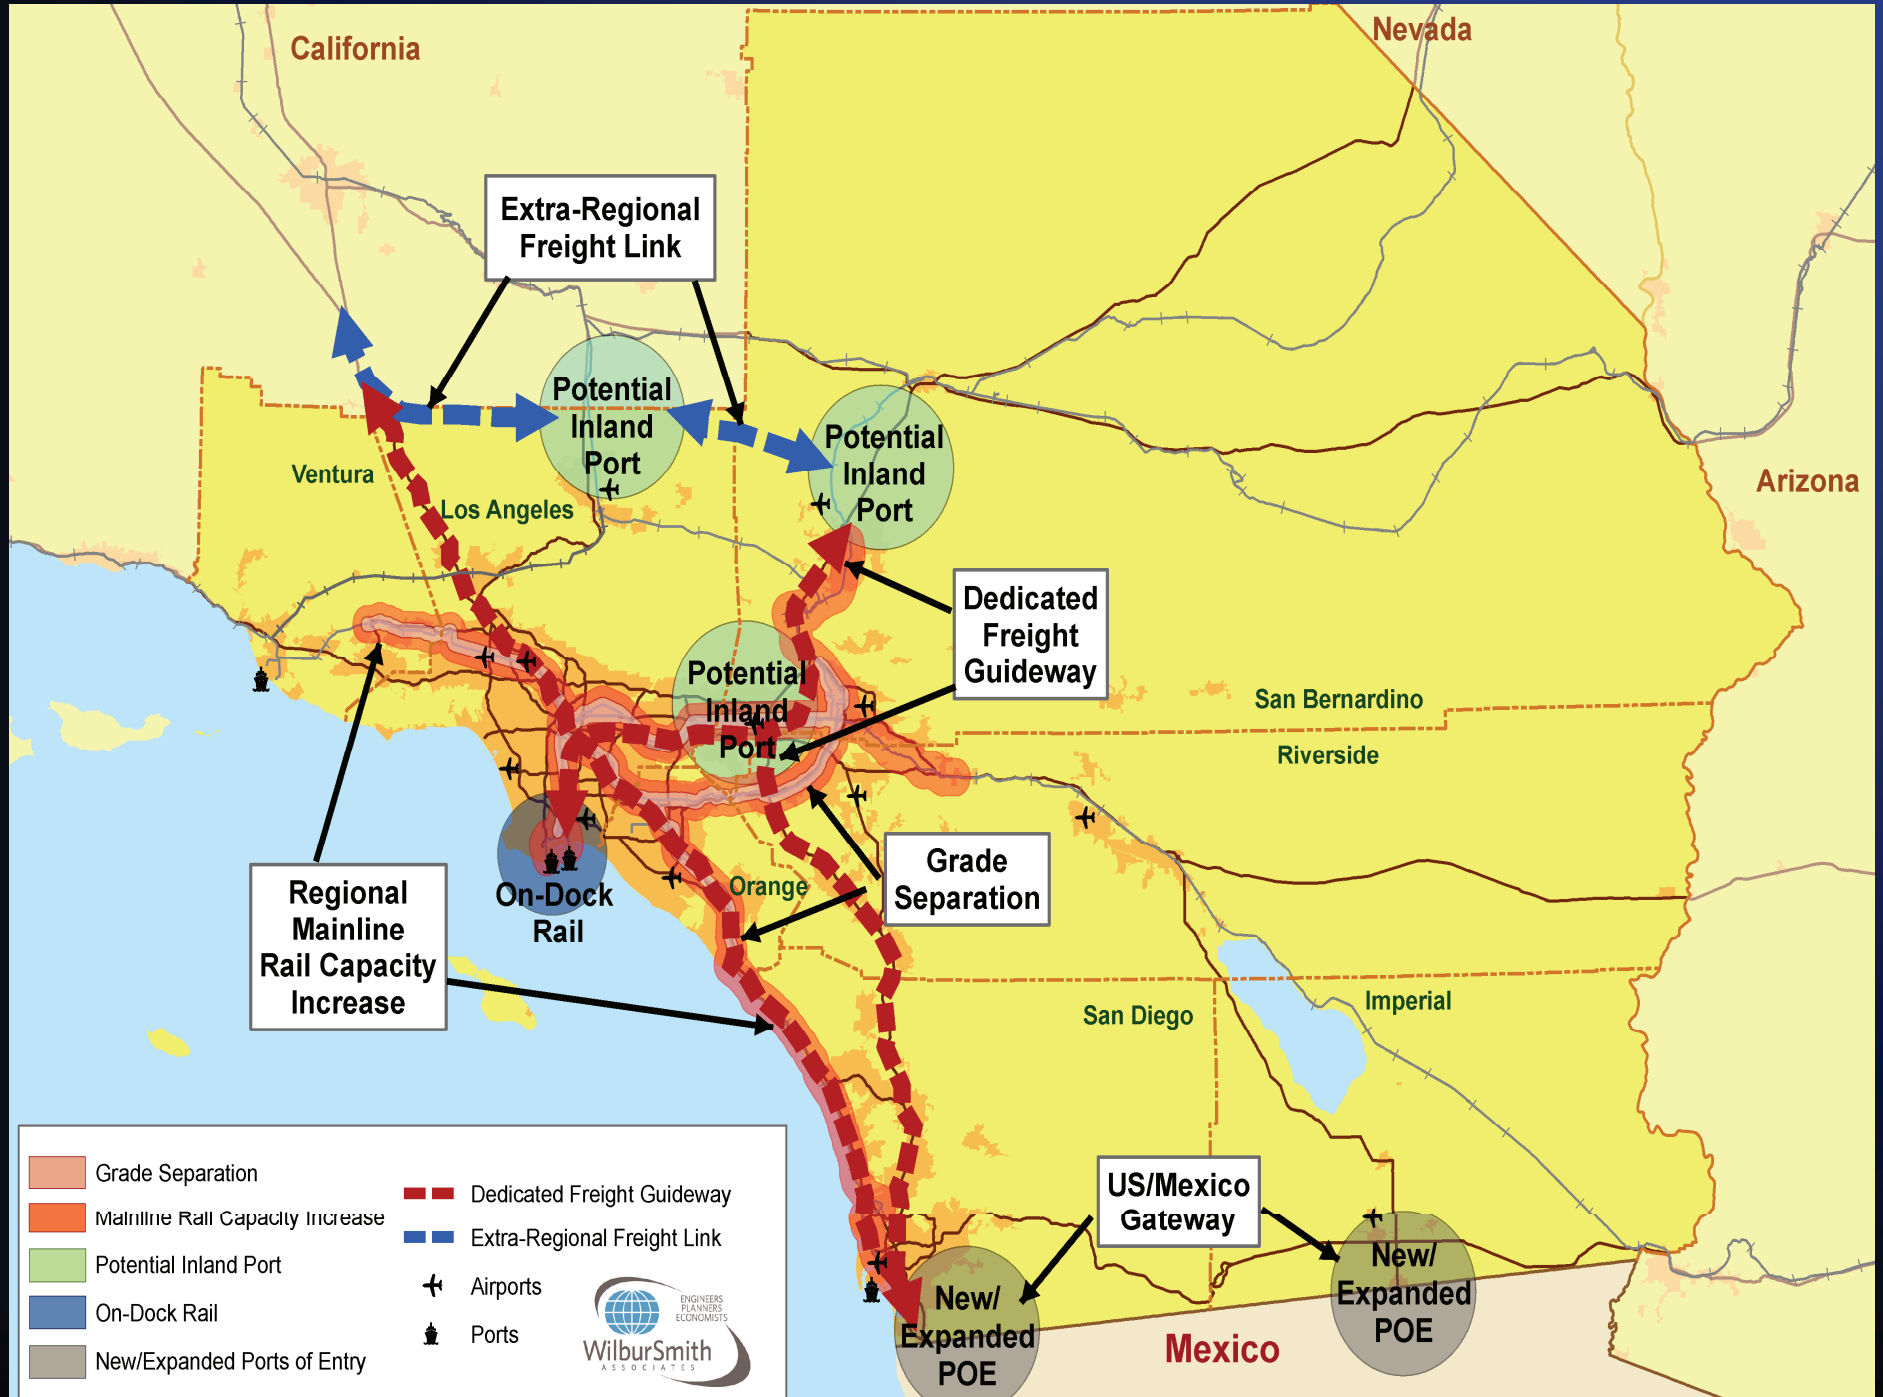 California
Nevada
Extra-Regional
Freight Link
Potential
Inland
Port
Potential
Inland
Port
Ventura
Los Angeles
Arizona
Dedicated
Freight
Guideway
Potential
Inland
Port
San Bernardino
Riverside
Grade
Separation
Orange
On-Dock
Rail
Regional
Mainline
Rail Capacity
Increase
San Diego
Imperial
US/Mexico
Gateway
New/
Expanded
POE
New/
Expanded
POE
Mexico
Grade Separation
Mainline Rail Capacity Increase
Potential Inland Port
On-Dock Rail
New/Expanded Ports of Entry
Dedicated Freight Guideway
Extra-Regional Freight Link
Airports
Ports
ENGINEERS
PLANNERS
ECONOMISTS
WilburSmith
ASSOCIATES